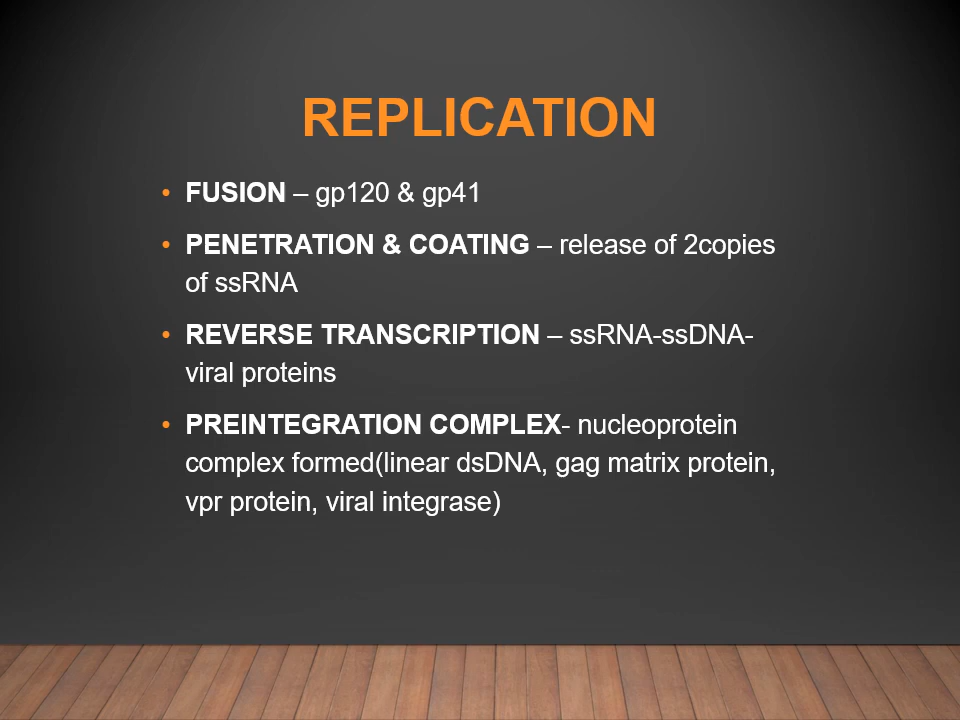 REPLICATION
• FUSION – gp120 & gp41
• PENETRATION & COATING – release of 2copies
of ssRNA
• REVERSE TRANSCRIPTION – ssRNA-ssDNA-
viral proteins
• PREINTEGRATION COMPLEX- nucleoprotein
complex formed(linear dsDNA, gag matrix protein,
vpr protein, viral integrase)